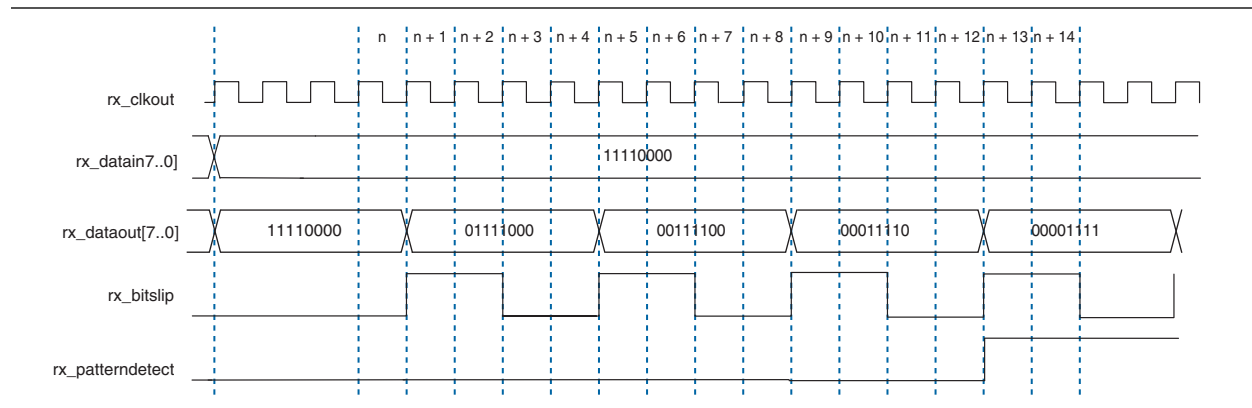 n n + 1 n + 2 n + 3 n + 4 n + 5 n + 6 n + 7 n + 8 n + 9 n + 10 n + 11 n + 12 n + 13 n + 14
rx_clkout
rx_datain7..0] 11110000
rx_dataout[7..0] 11110000 01111000 00111100 00011110 00001111
rx_bitslip
rx_patterndetect